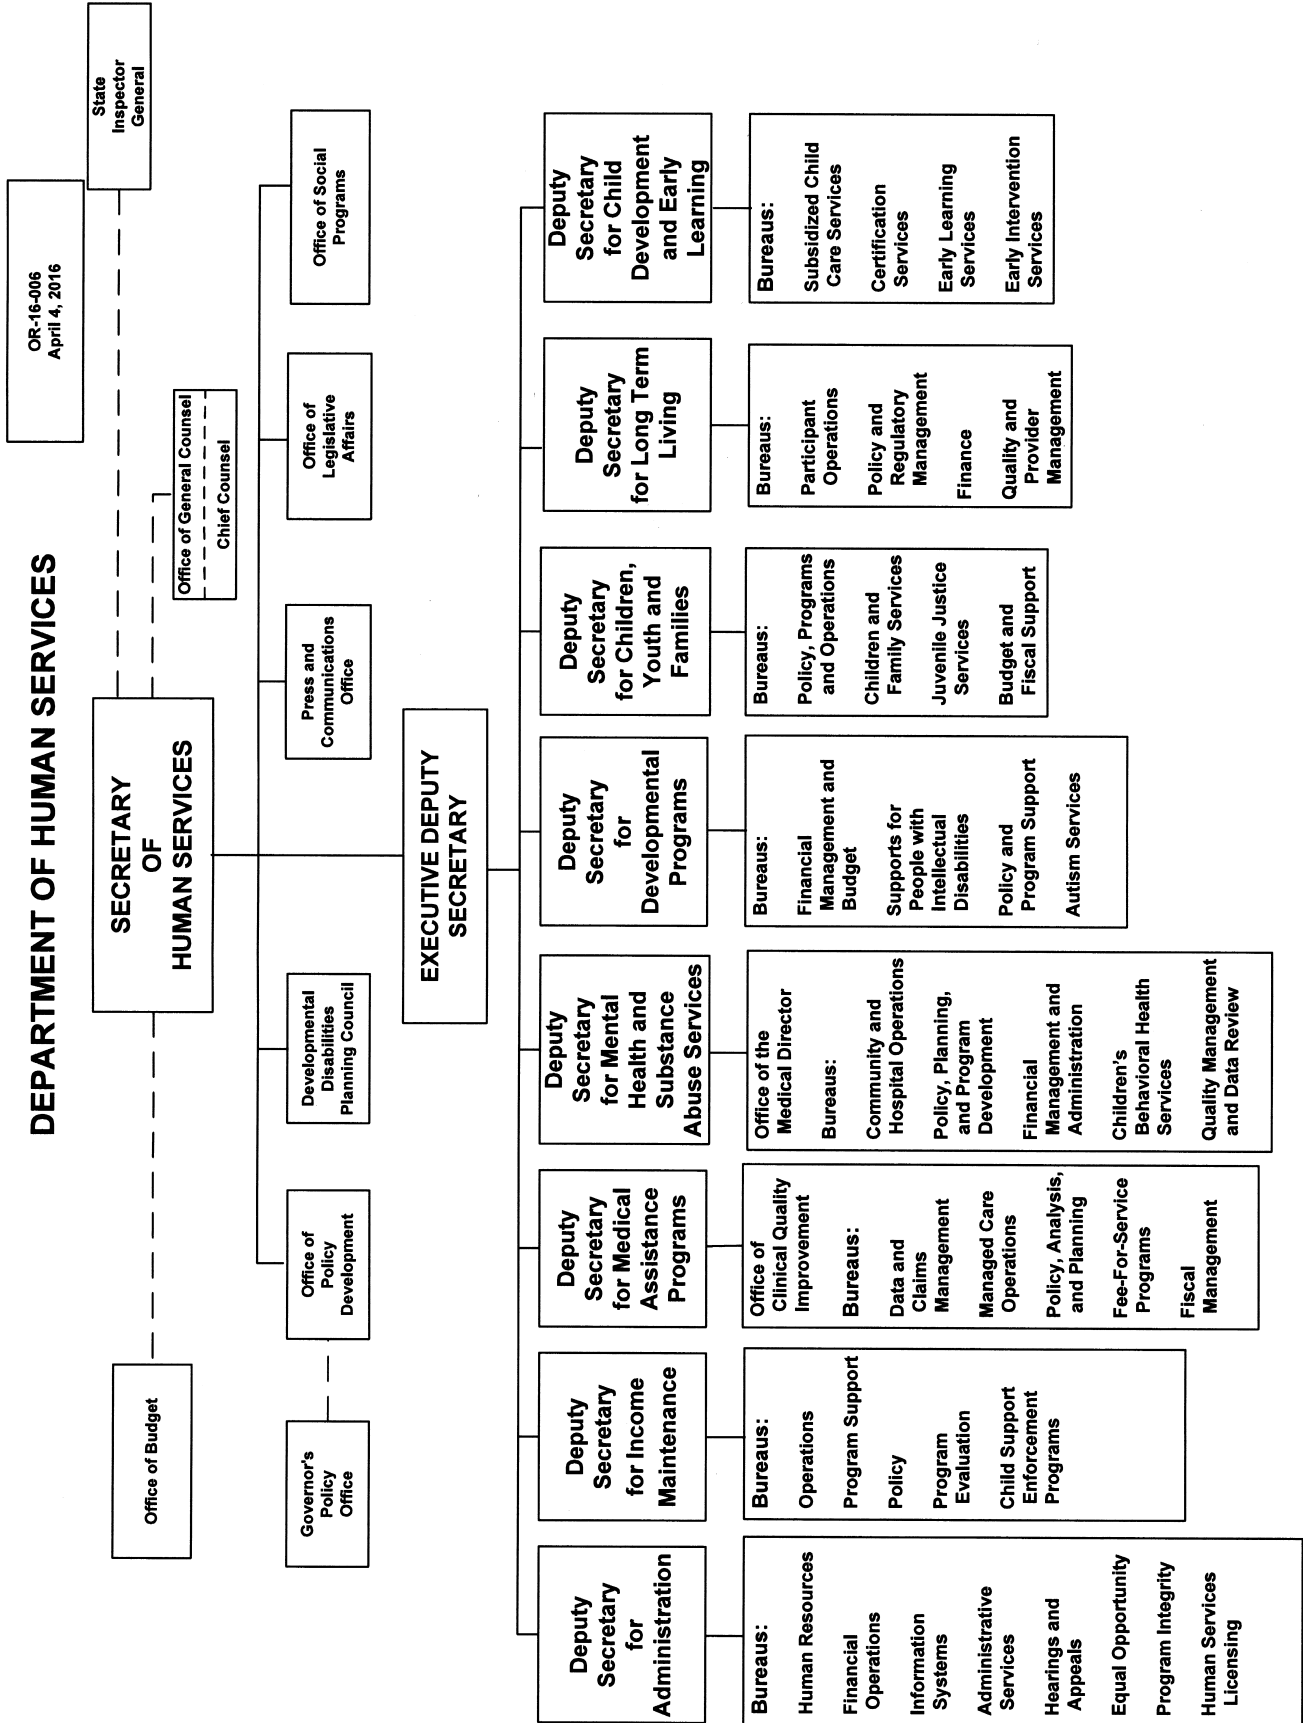 DEPARTMENT OF HUMAN SERVICES
OR-16-006
April 4, 2016
State
Inspector
General
Office of Budget
SECRETARY
OF
HUMAN SERVICES
Office of General Counsel
Chief Counsel
Governor's
Policy
Office
Office of
Policy
Development
Developmental
Disabilities
Planning Council
Press and
Communications
Office
Office of
Legislative
Affairs
Office of Social
Programs
EXECUTIVE DEPUTY
SECRETARY
Deputy
Secretary
for
Administration
Bureaus:
Human Resources
Financial
Operations
Information
Systems
Administrative
Services
Hearings and
Appeals
Equal Opportunity
Program Integrity
Human Services
Licensing
Deputy
Secretary
for Income
Maintenance
Bureaus:
Operations
Program Support
Policy
Program
Evaluation
Child Support
Enforcement
Programs
Deputy
Secretary
for Medical
Assistance
Programs
Office of
Clinical Quality
Improvement
Bureaus:
Data and
Claims
Management
Managed Care
Operations
Policy, Analysis,
and Planning
Fee-For-Service
Programs
Fiscal
Management
Deputy
Secretary
for Mental
Health and
Substance
Abuse Services
Office of the
Medical Director
Bureaus:
Community and
Hospital Operations
Policy, Planning,
and Program
Development
Financial
Management and
Administration
Children's
Behavioral Health
Services
Quality Management
and Data Review
Deputy
Secretary
for
Developmental
Programs
Bureaus:
Financial
Management and
Budget
Supports for
People with
Intellectual
Disabilities
Policy and
Program Support
Autism Services
Deputy
Secretary
for Children,
Youth and
Families
Bureaus:
Policy, Programs
and Operations
Children and
Family Services
Juvenile Justice
Services
Budget and
Fiscal Support
Deputy
Secretary
for Long Term
Living
Bureaus:
Participant
Operations
Policy and
Regulatory
Management
Finance
Quality and
Provider
Management
Deputy
Secretary
for Child
Development
and Early
Learning
Bureaus:
Subsidized Child
Care Services
Certification
Services
Early Learning
Services
Early Intervention
Services